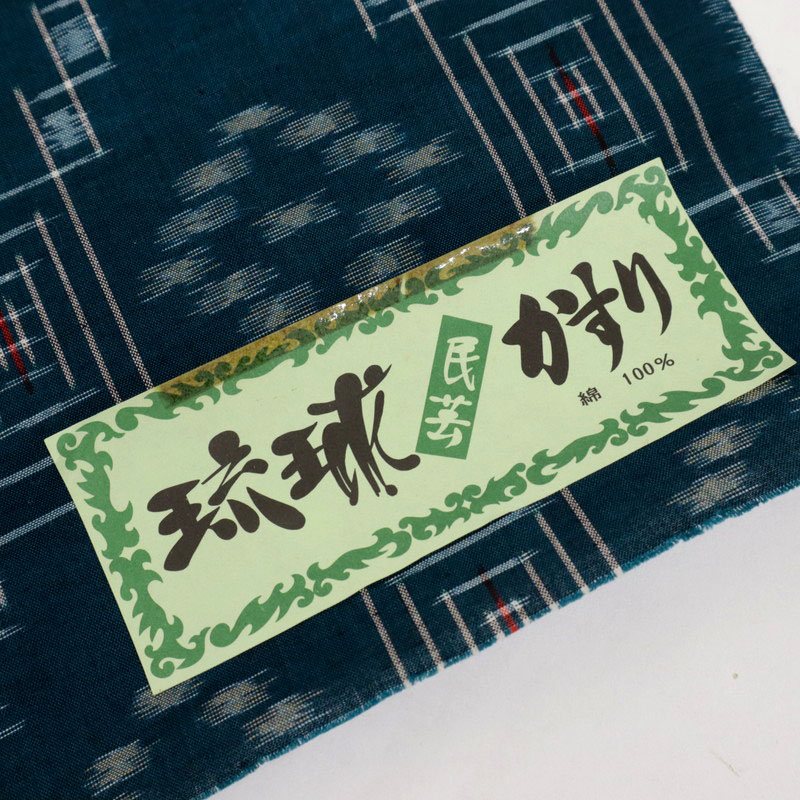 琉球
民芸
かすり
綿 100%